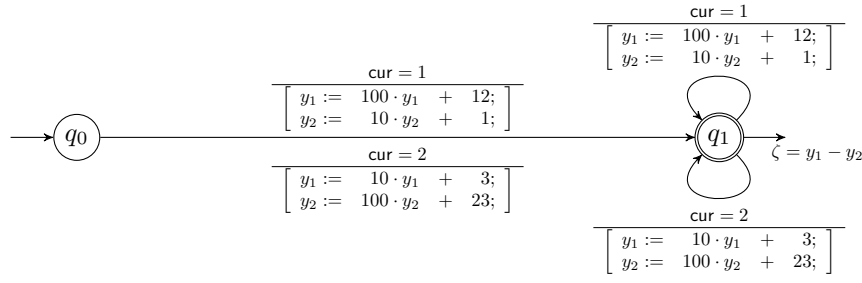 cur = 1
y₁ := 100 · y₁ + 12;
y₂ := 10 · y₂ + 1;
cur = 1
y₁ := 100 · y₁ + 12;
y₂ := 10 · y₂ + 1;
q₀
q₁
ζ = y₁ − y₂
cur = 2
y₁ := 10 · y₁ + 3;
y₂ := 100 · y₂ + 23;
cur = 2
y₁ := 10 · y₁ + 3;
y₂ := 100 · y₂ + 23;